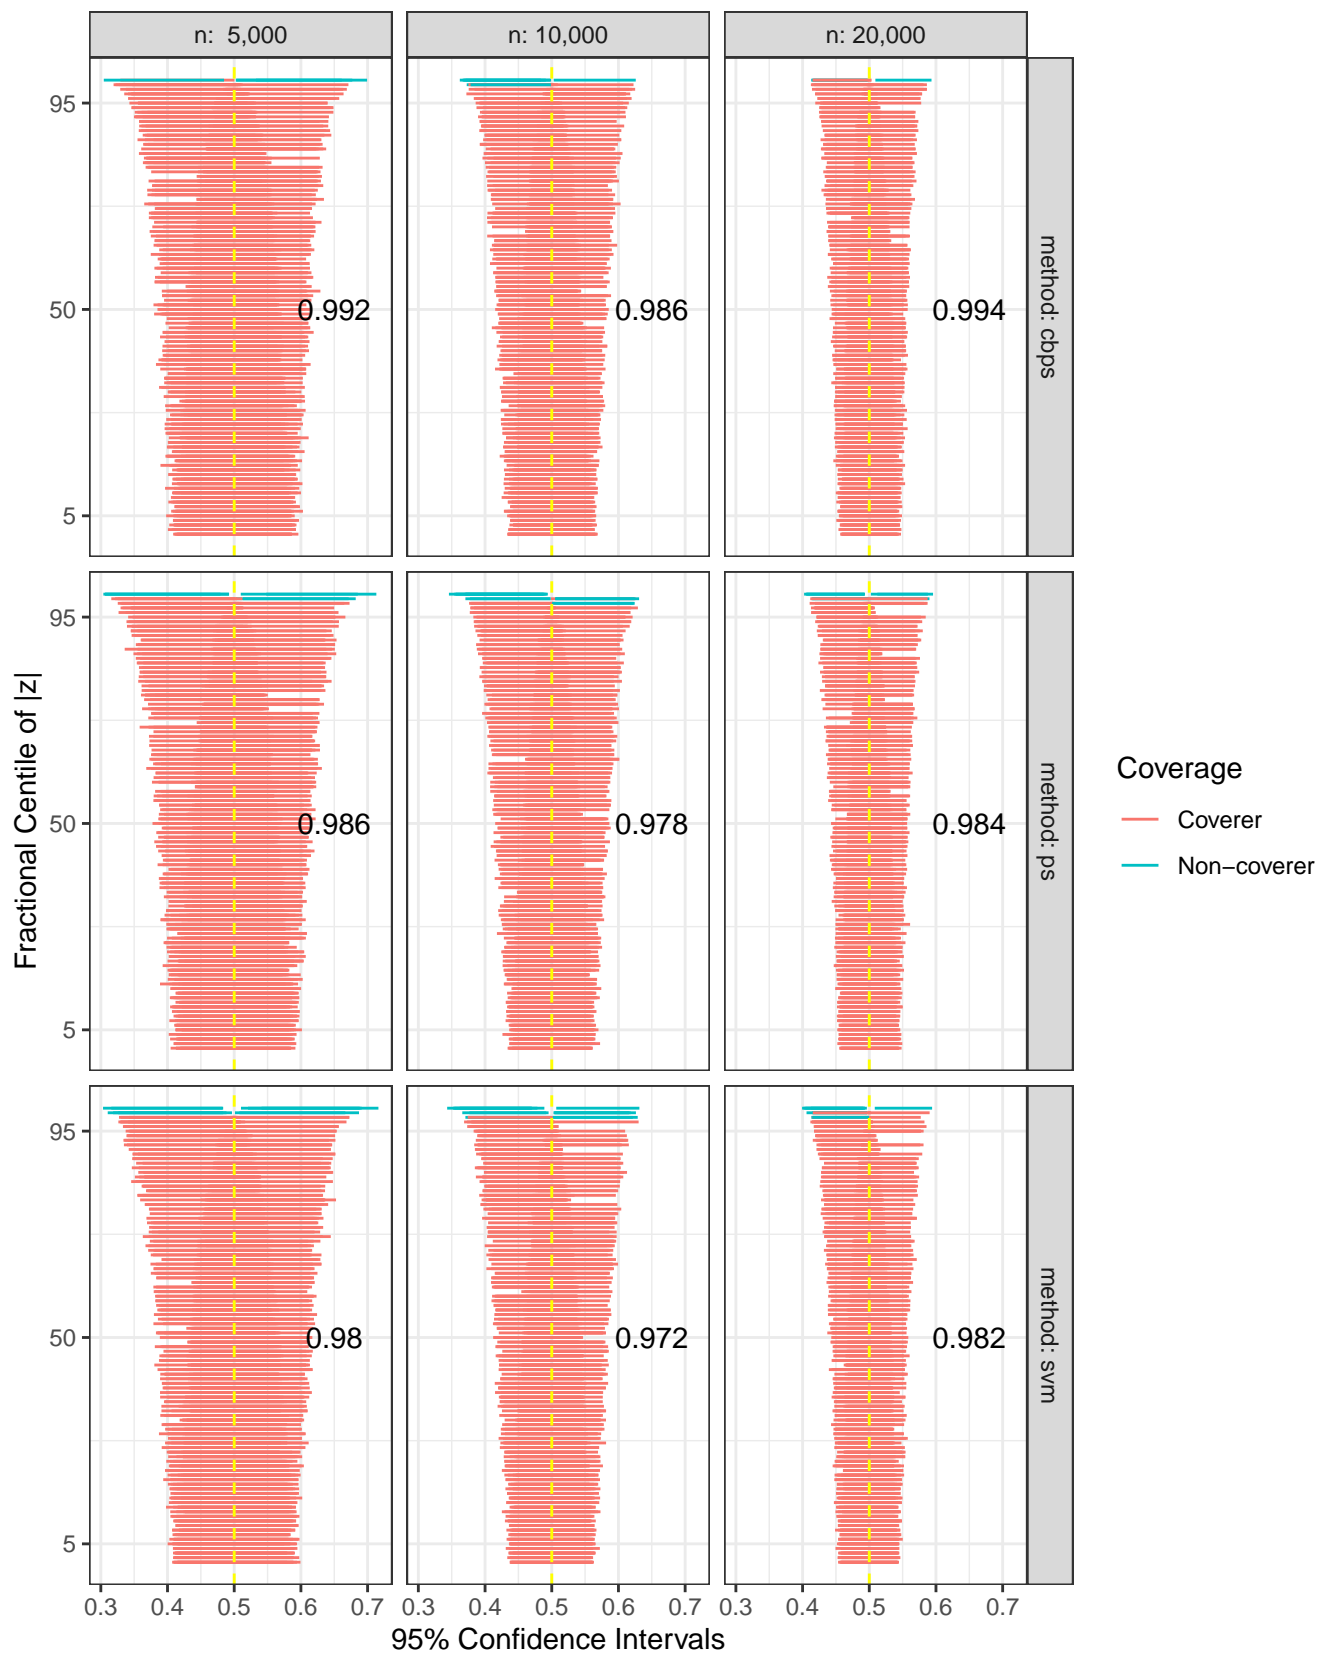 n: 5,000
n: 10,000
n: 20,000
95
50
5
0.992
0.986
0.994
method: cbps
95
50
5
0.986
0.978
0.984
method: ps
95
50
5
0.98
0.972
0.982
method: svm
0.3 0.4 0.5 0.6 0.7
0.3 0.4 0.5 0.6 0.7
0.3 0.4 0.5 0.6 0.7
95% Confidence Intervals
Fractional Centile of |z|
Coverage
Coverer
Non−coverer